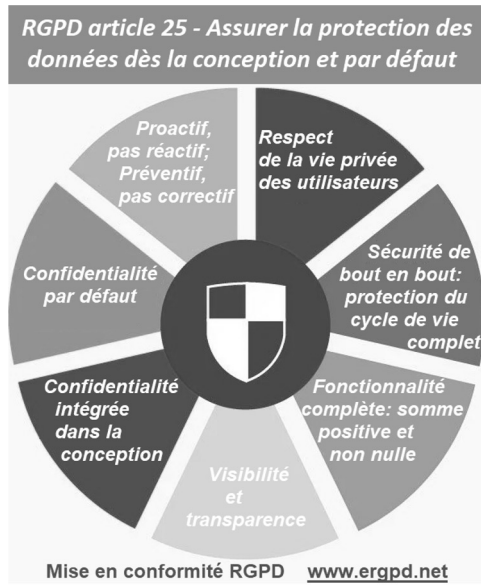 RGPD article 25 - Assurer la protection des
données dès la conception et par défaut
Proactif,
pas réactif;
Préventif,
pas correctif
Respect
de la vie privée
des utilisateurs
Sécurité de
bout en bout:
protection du
cycle de vie
complet
Fonctionnalité
complète: somme
positive et
non nulle
Visibilité
et
transparence
Confidentialité
intégrée
dans la
conception
Confidentialité
par défaut
Mise en conformité RGPD www.ergpd.net